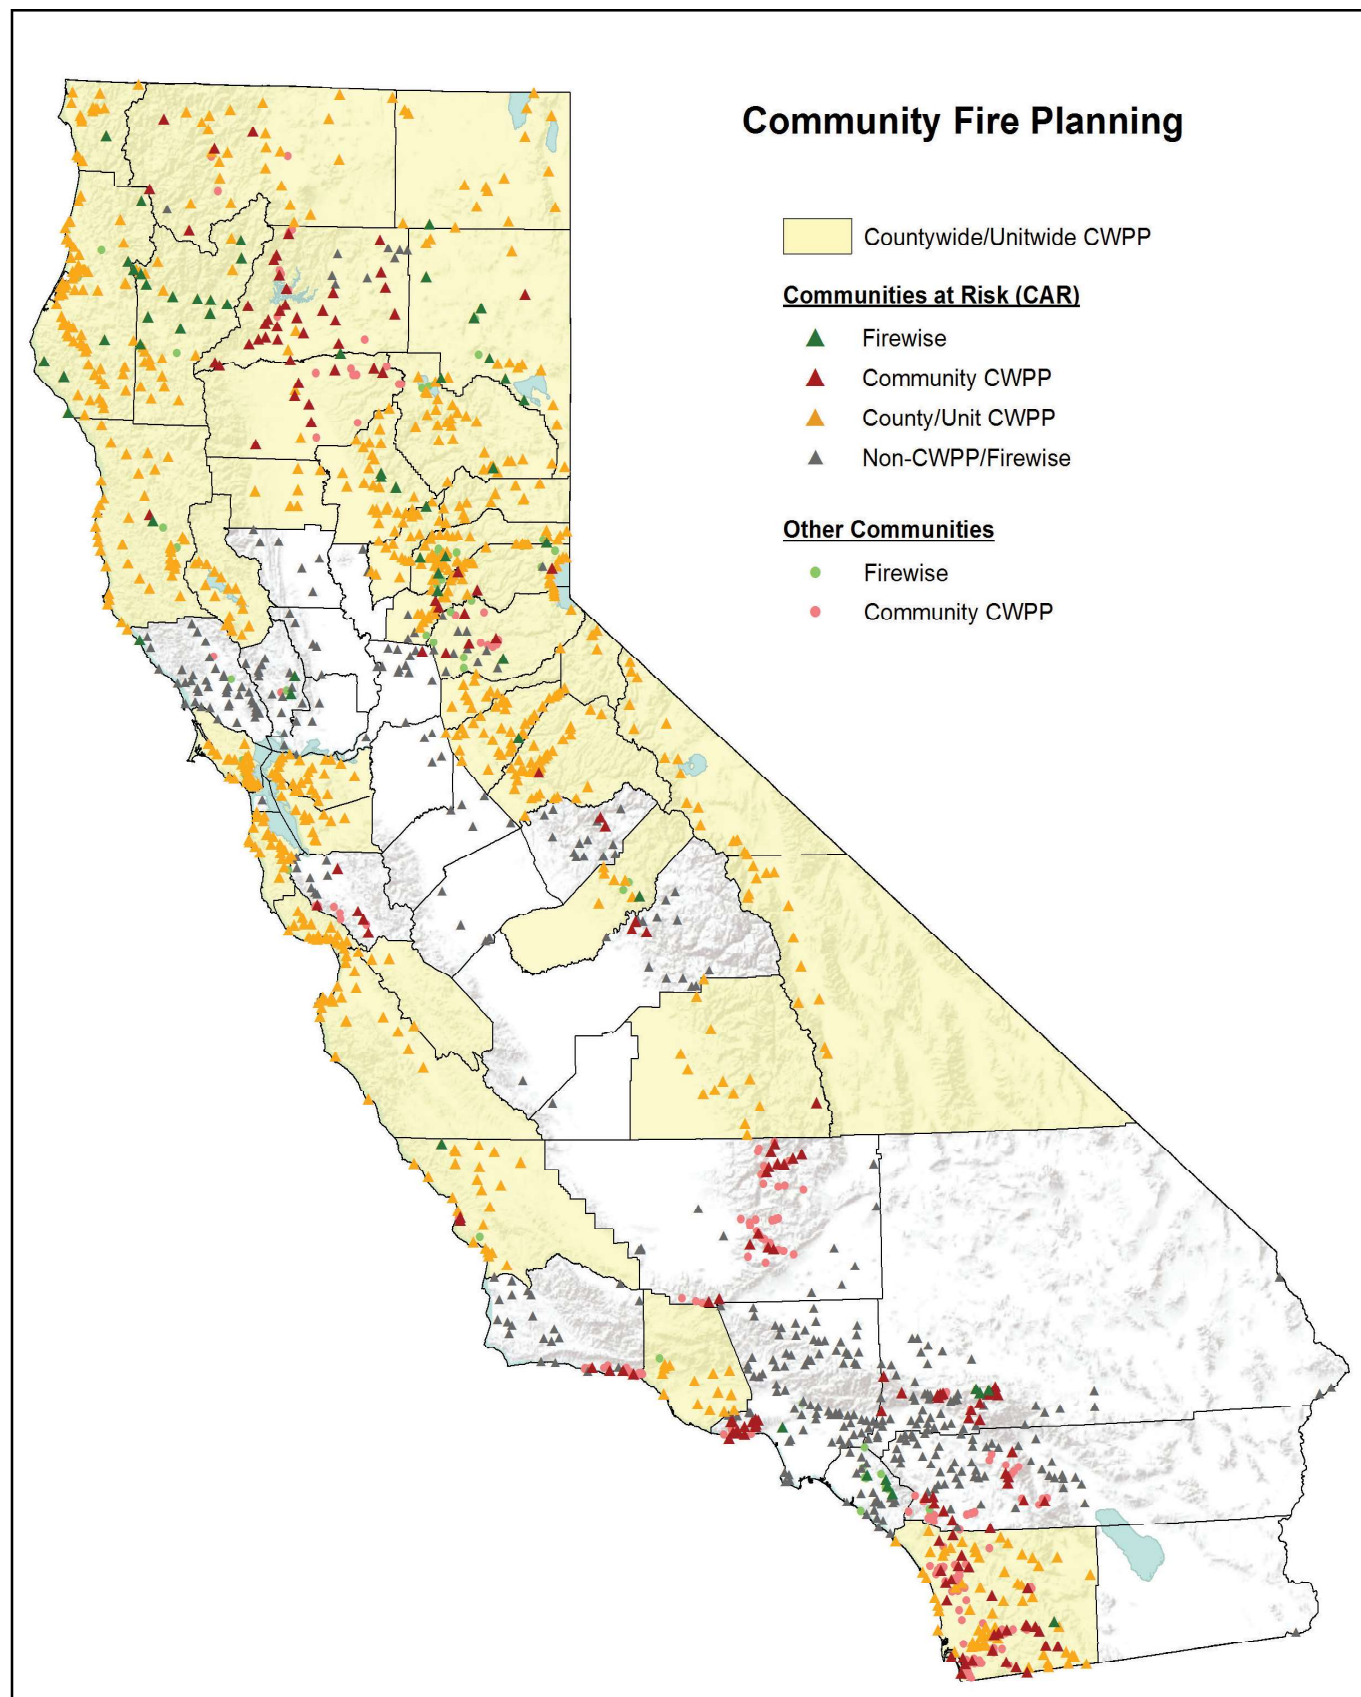 Community Fire Planning
Countywide/Unitwide CWPP
Communities at Risk (CAR)
Firewise
Community CWPP
County/Unit CWPP
Non-CWPP/Firewise
Other Communities
Firewise
Community CWPP